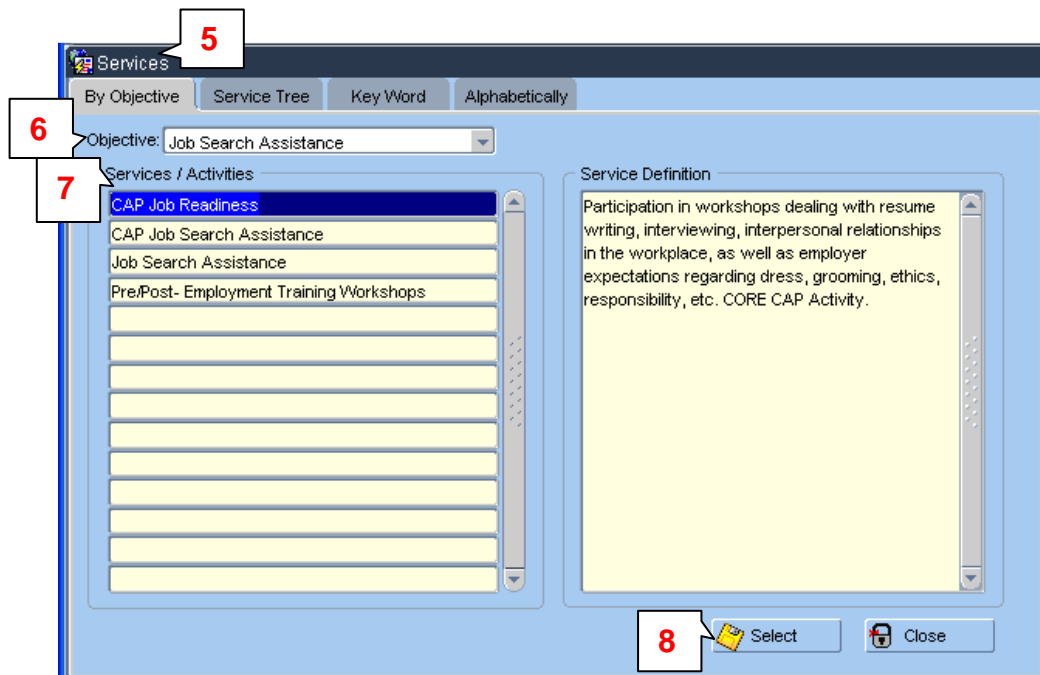 5
Services
By Objective Service Tree Key Word Alphabetically
6
Objective: Job Search Assistance
7
Services / Activities
CAP Job Readiness
CAP Job Search Assistance
Job Search Assistance
Pre/Post- Employment Training Workshops
Service Definition
Participation in workshops dealing with resume
writing, interviewing, interpersonal relationships
in the workplace, as well as employer
expectations regarding dress, grooming, ethics,
responsibility, etc. CORE CAP Activity.
8
Select Close